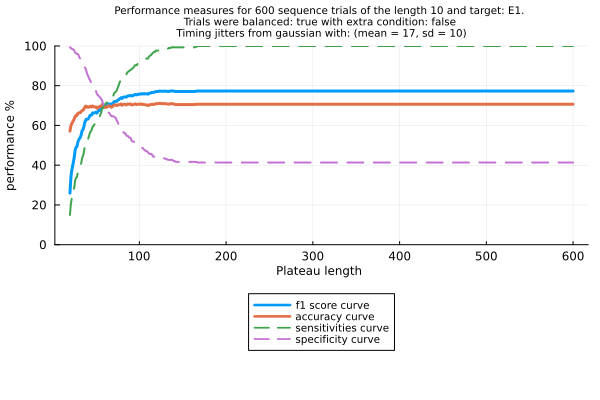 Performance measures for 600 sequence trials of the length 10 and target: E1.
Trials were balanced: true with extra condition: false
Timing jitters from gaussian with: (mean = 17, sd = 10)
100
80
60
40
20
0
performance %
100 200 300 400 500 600
Plateau length
f1 score curve
accuracy curve
sensitivities curve
specificity curve